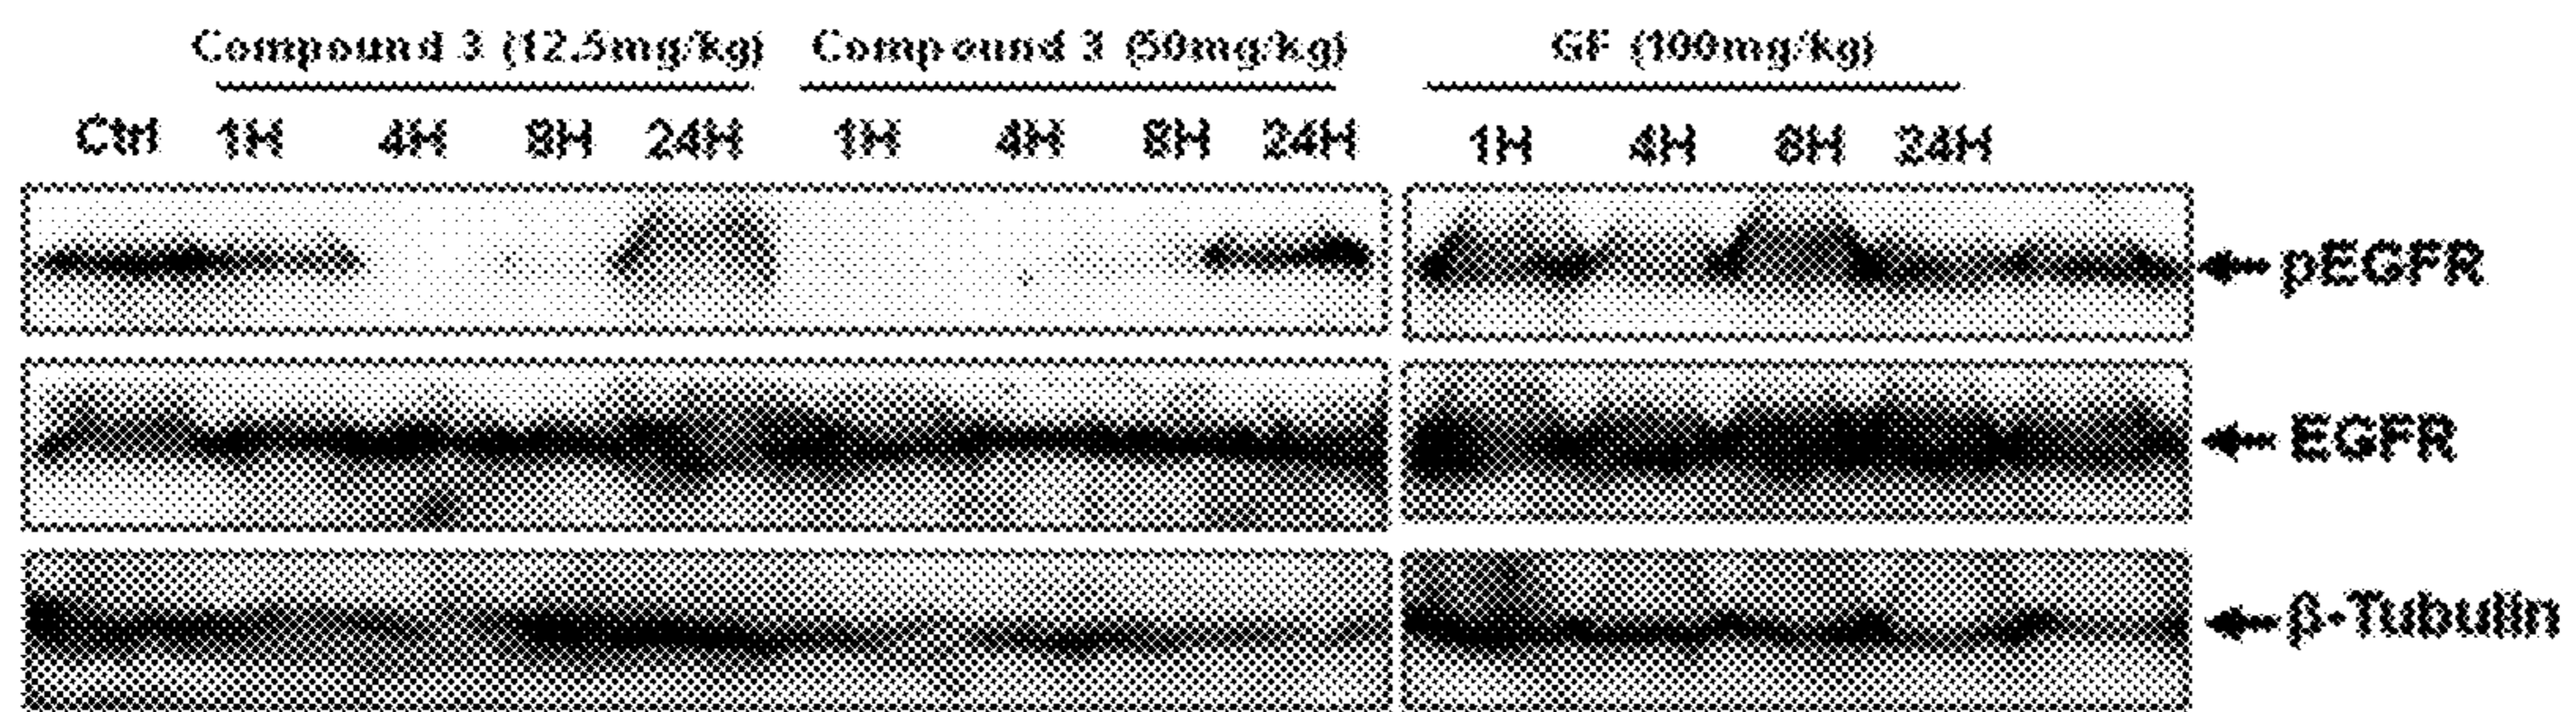 Compound 3 (12.5mg/kg) Compound 3 (50mg/kg) GF (100mg/kg)
Ctrl 1H 4H 8H 24H 1H 4H 8H 24H 1H 4H 8H 24H
pEGFR
EGFR
β-Tubulin